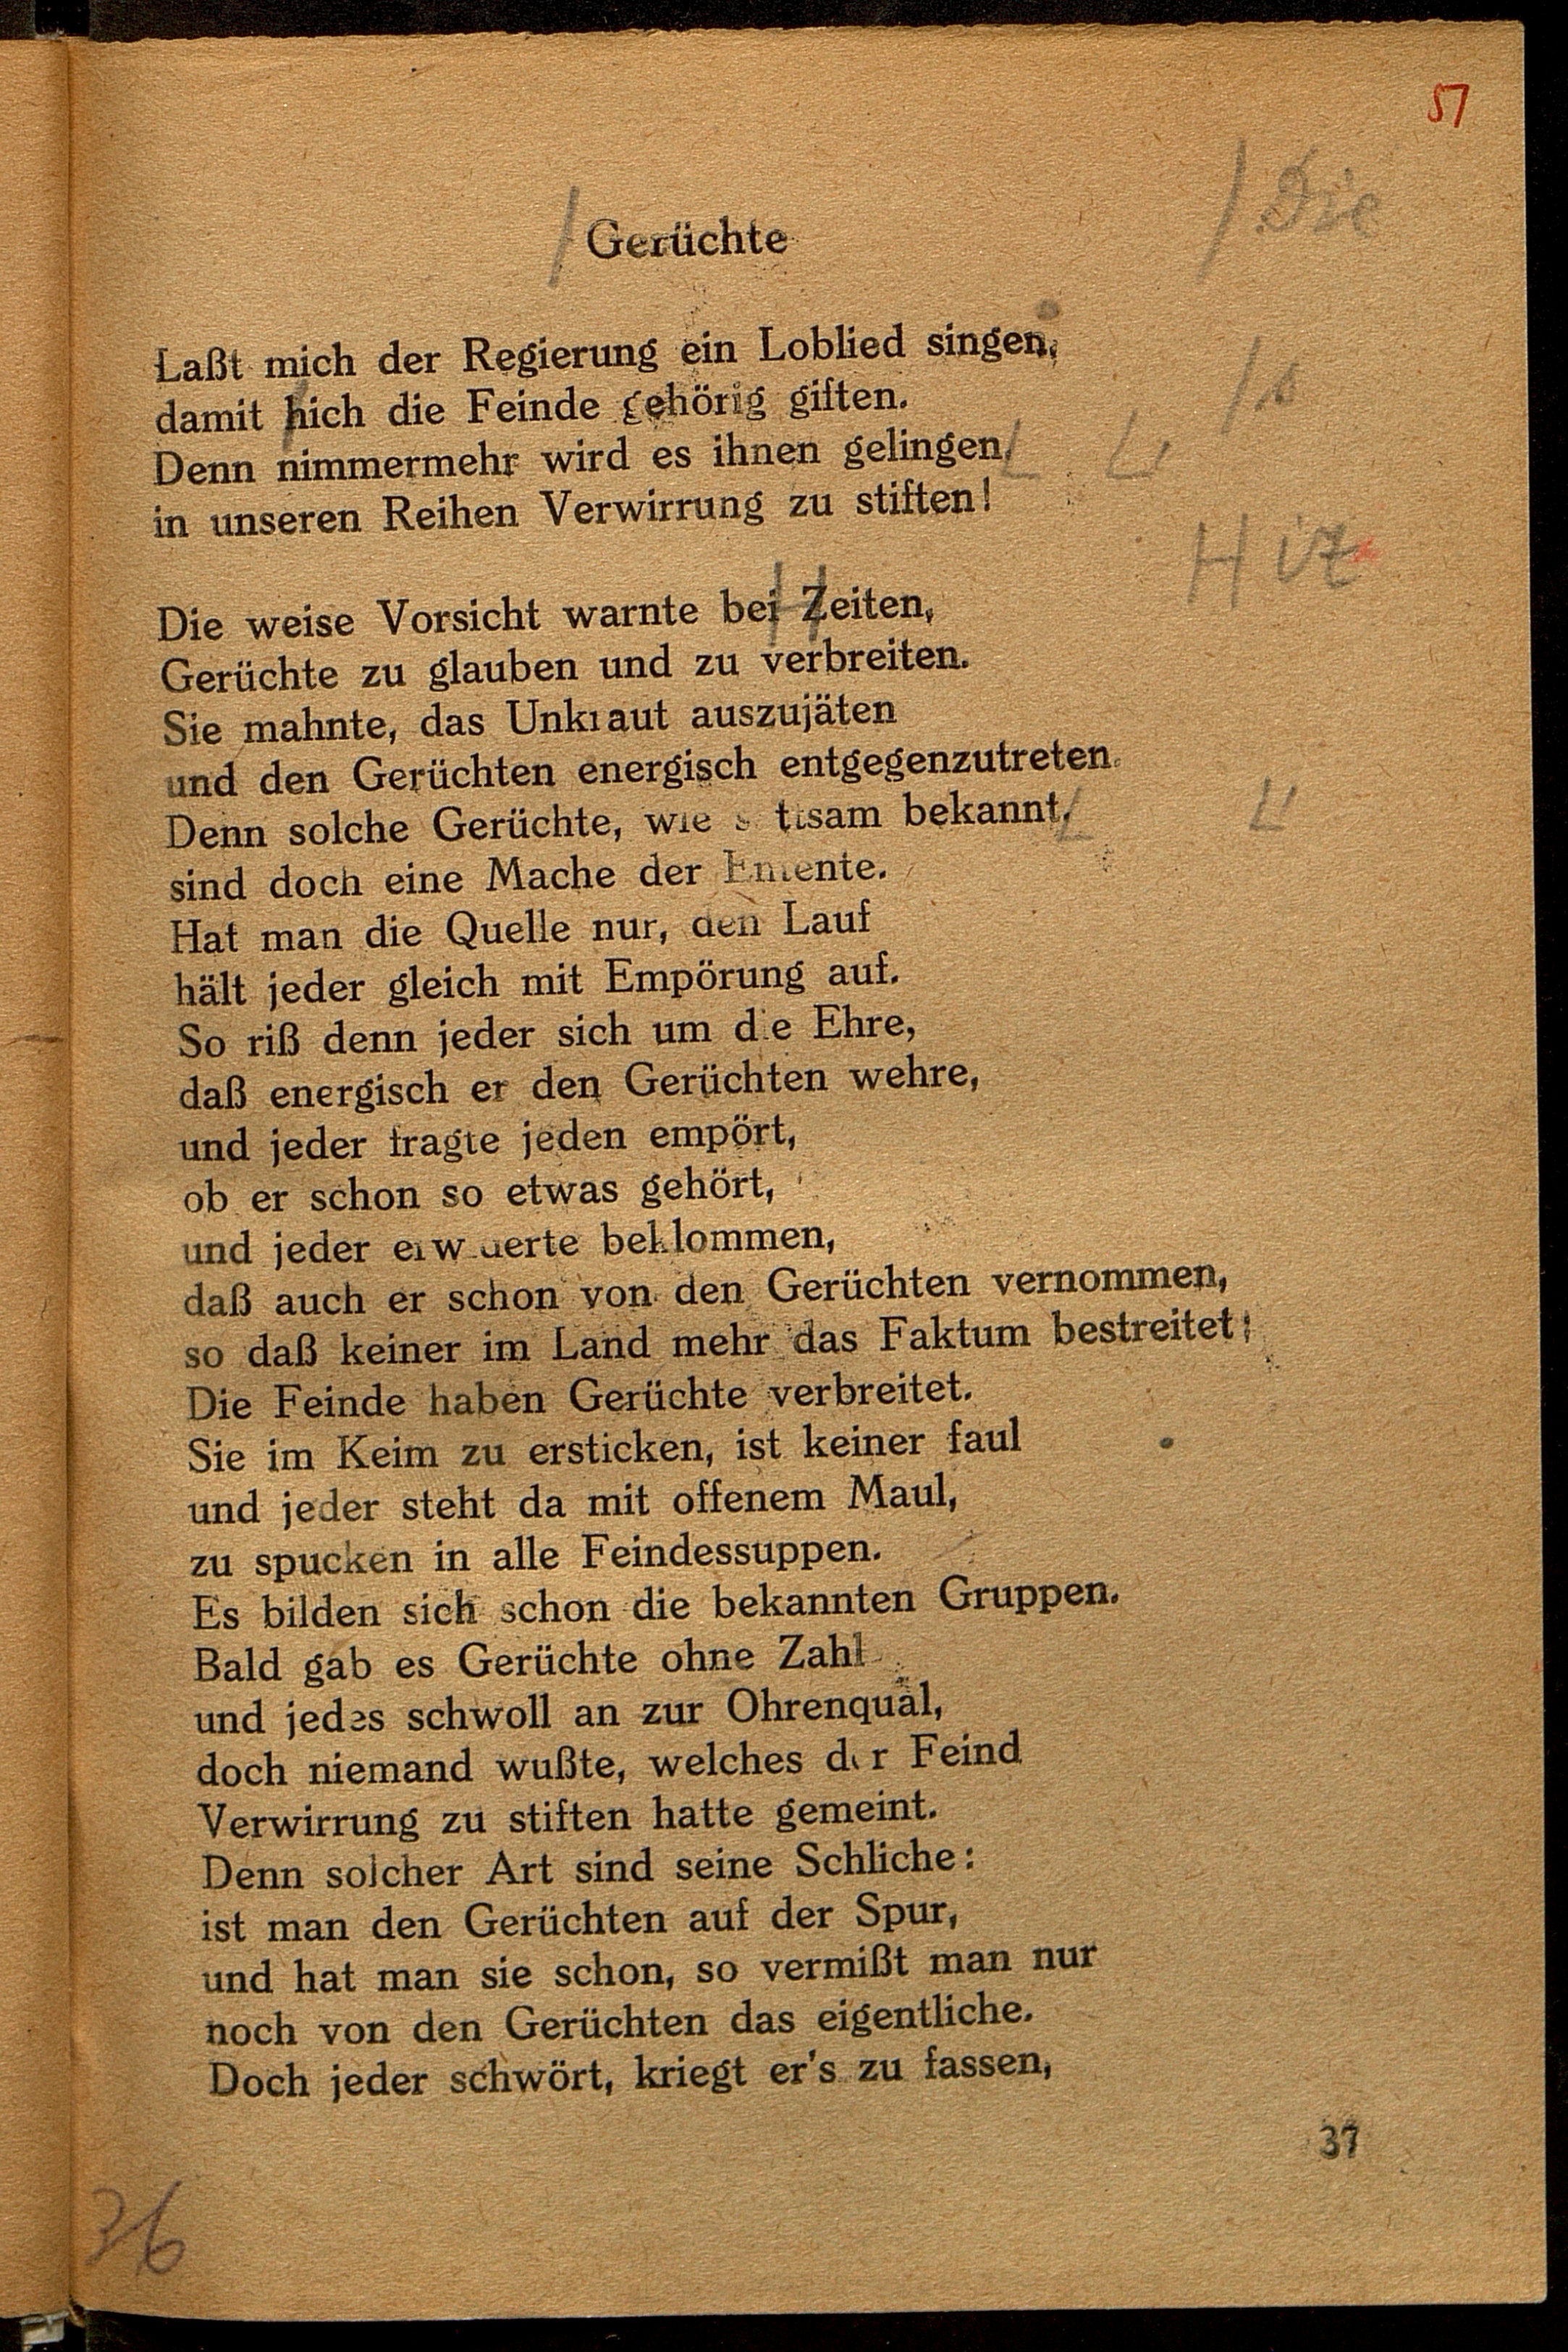 51
Die
Gerüchte
Laßt mich der Regierung ein Loblied singen,
damit hich die Feinde gehörig giften.
s
Denn nimmermehr wird es ihnen gelingen,
in unseren Reihen Verwirrung zu stiften!
Die weise Vorsicht warnte bei Zeiten,
Gerüchte zu glauben und zu verbreiten.
Sie mahnte, das Unkraut auszujäten
und den Gerüchten energisch entgegenzutreten.
Denn solche Gerüchte, wie bekannt,
sind doch eine Mache der Entente.
Hat man die Quelle nur, den Lauf
hält jeder gleich mit Empörung auf.
So riß denn jeder sich um die Ehre,
daß energisch er den Gerüchten wehre,
und jeder fragte jeden empört,
ob er schon so etwas gehört,
und jeder erwiderte beklommen,
daß auch er schon von den Gerüchten vernommen,
so daß keiner im Land mehr das Faktum bestreitet:
Die Feinde haben Gerüchte verbreitet.
Sie im Keim zu ersticken, ist keiner faul
und jeder steht da mit offenem Maul,
zu spucken in alle Feindessuppen.
Es bilden sich schon die bekannten Gruppen.
Bald gab es Gerüchte ohne Zahl
und jedes schwoll an zur Ohrenqual,
doch niemand wußte, welches der Feind
Verwirrung zu stiften hatte gemeint.
Denn solcher Art sind seine Schliche:
ist man den Gerüchten auf der Spur,
und hat man sie schon, so vermißt man nur
noch von den Gerüchten das eigentliche.
Doch jeder schwört, kriegt er's zu fassen,
37
36